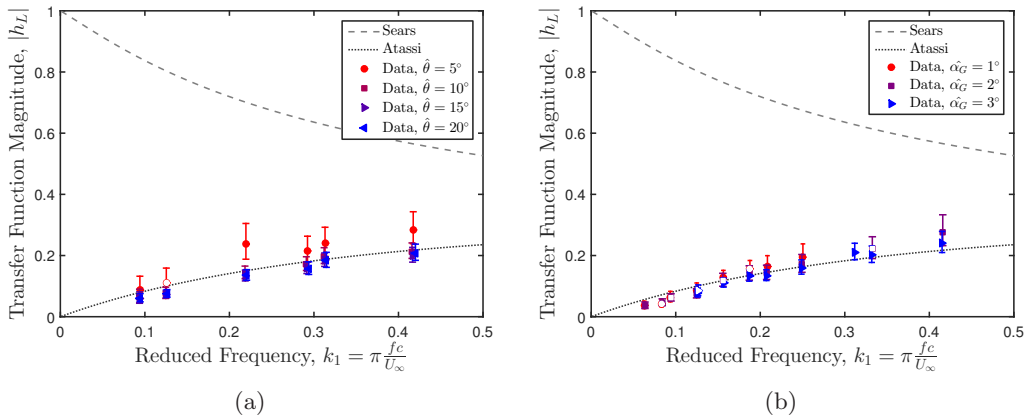 Transfer Function Magnitude, |h_L|
1
0.8
0.6
0.4
0.2
0
0 0.1 0.2 0.3 0.4 0.5
Reduced Frequency, k_1 = π fc/U_∞
Sears
Atassi
Data, θ̂ = 5°
Data, θ̂ = 10°
Data, θ̂ = 15°
Data, θ̂ = 20°
(a)
Transfer Function Magnitude, |h_L|
1
0.8
0.6
0.4
0.2
0
0 0.1 0.2 0.3 0.4 0.5
Reduced Frequency, k_1 = π fc/U_∞
Sears
Atassi
Data, α̂_G = 1°
Data, α̂_G = 2°
Data, α̂_G = 3°
(b)